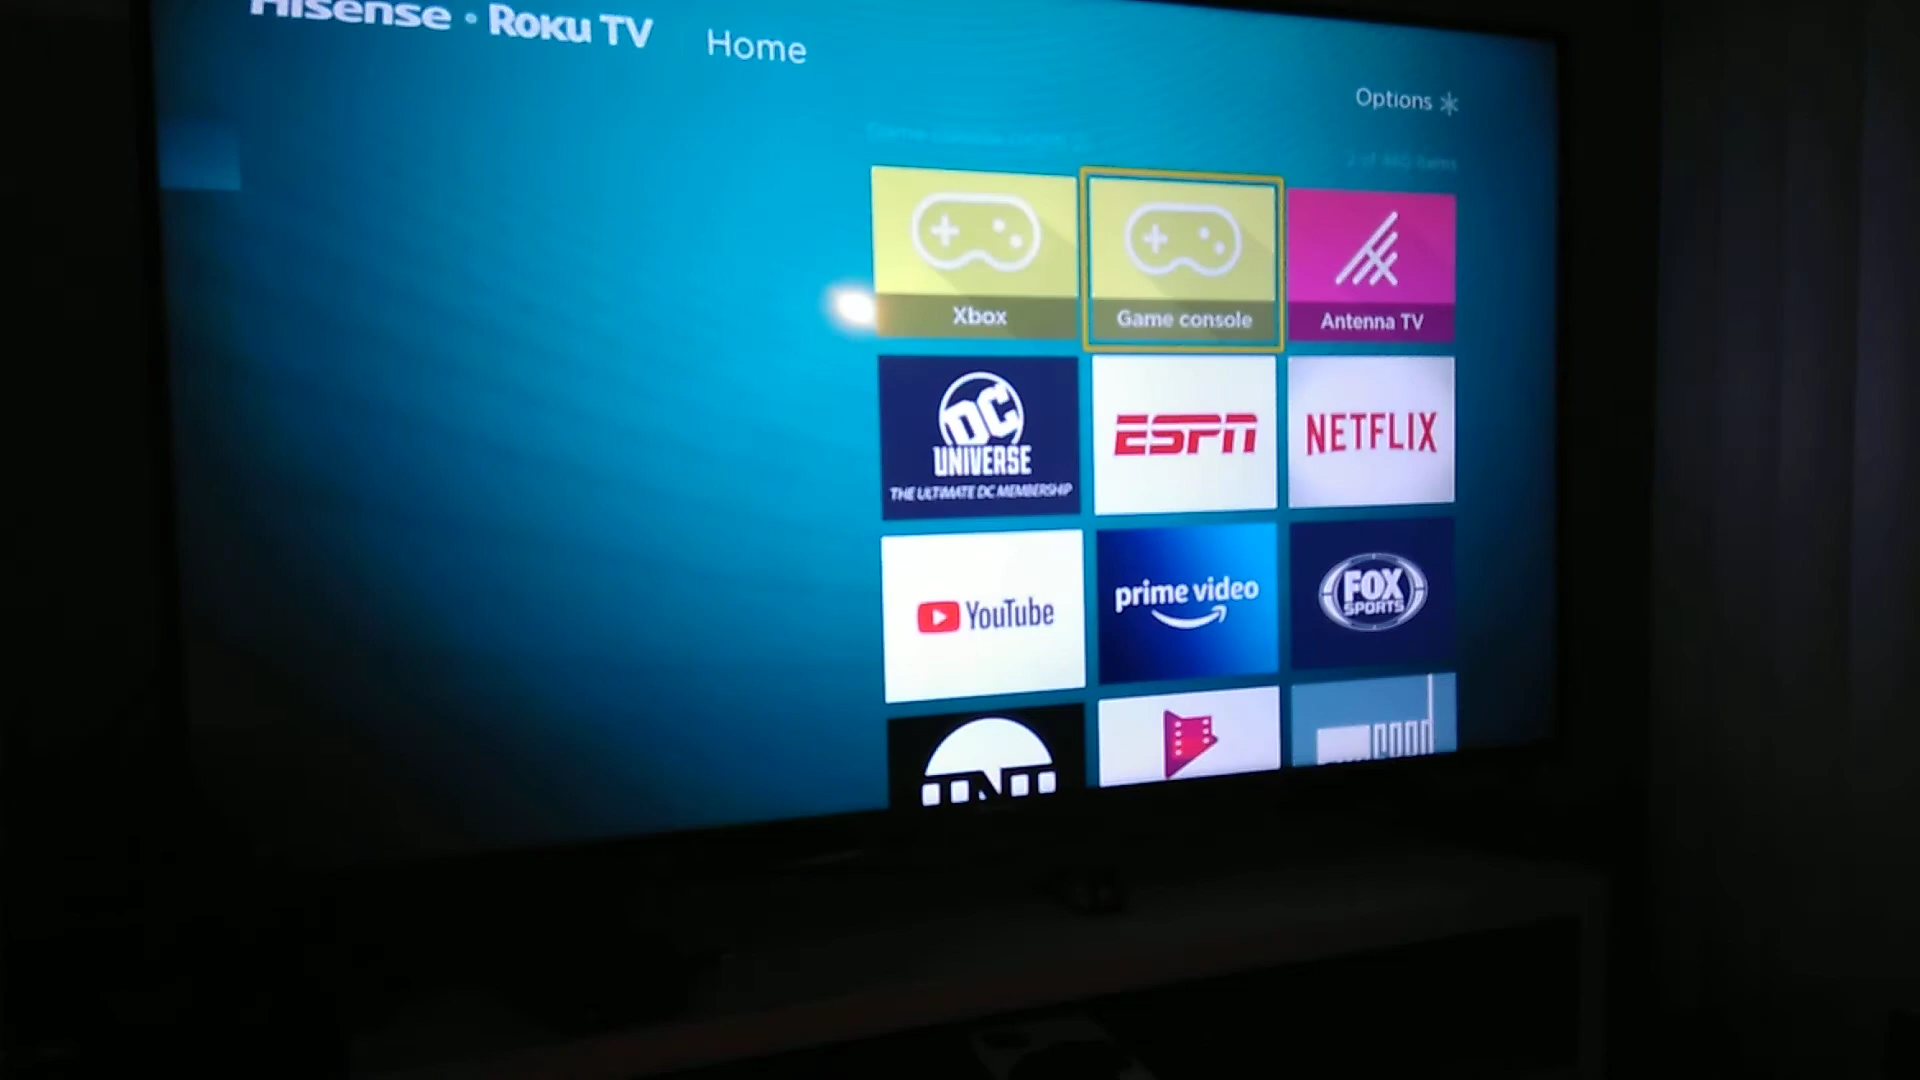 Hisense • Roku TV
Home
Options
Xbox
Game console
Antenna TV
DC
UNIVERSE
THE ULTIMATE DC MEMBERSHIP
ESPN
NETFLIX
YouTube
prime video
FOX
SPORTS
TNT